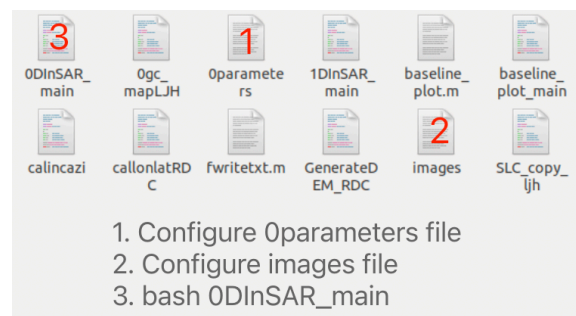 3
1
0DInSAR_
main
0gc_
mapLJH
0paramete
rs
1DInSAR_
main
baseline_
plot.m
baseline_
plot_main
2
calincazi
callonlatRD
C
fwritetxt.m
GenerateD
EM_RDC
images
SLC_copy_
ljh
1. Configure 0parameters file
2. Configure images file
3. bash 0DInSAR_main